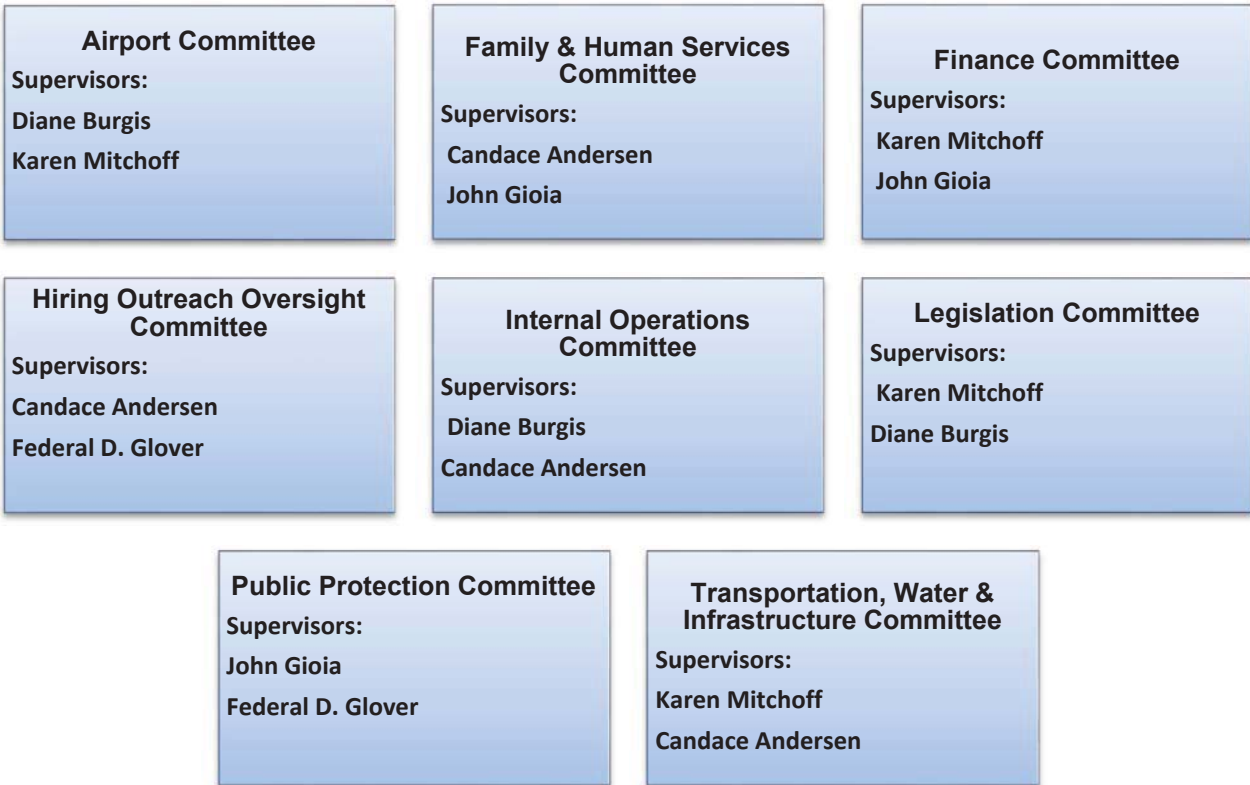 Airport Committee
Supervisors:
Diane Burgis
Karen Mitchoff
Family & Human Services
Committee
Supervisors:
Candace Andersen
John Gioia
Finance Committee
Supervisors:
Karen Mitchoff
John Gioia
Hiring Outreach Oversight
Committee
Supervisors:
Candace Andersen
Federal D. Glover
Internal Operations
Committee
Supervisors:
Diane Burgis
Candace Andersen
Legislation Committee
Supervisors:
Karen Mitchoff
Diane Burgis
Public Protection Committee
Supervisors:
John Gioia
Federal D. Glover
Transportation, Water &
Infrastructure Committee
Supervisors:
Karen Mitchoff
Candace Andersen